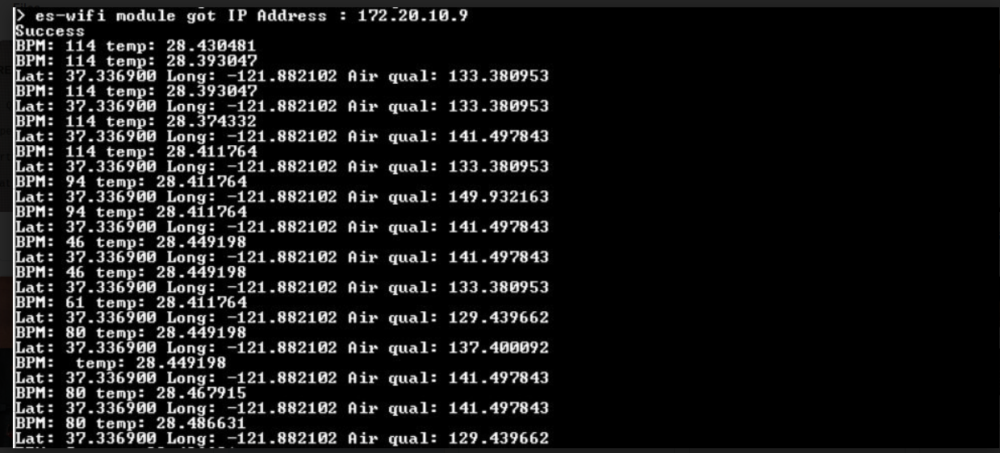 > es-wifi module got IP Address : 172.20.10.9
Success
BPM: 114 temp: 28.430481
BPM: 114 temp: 28.393047
Lat: 37.336900 Long: -121.882102 Air qual: 133.380953
BPM: 114 temp: 28.393047
Lat: 37.336900 Long: -121.882102 Air qual: 133.380953
BPM: 114 temp: 28.374332
Lat: 37.336900 Long: -121.882102 Air qual: 141.497843
BPM: 114 temp: 28.411764
Lat: 37.336900 Long: -121.882102 Air qual: 133.380953
BPM: 94 temp: 28.411764
Lat: 37.336900 Long: -121.882102 Air qual: 149.932163
BPM: 94 temp: 28.411764
Lat: 37.336900 Long: -121.882102 Air qual: 141.497843
BPM: 46 temp: 28.449198
Lat: 37.336900 Long: -121.882102 Air qual: 141.497843
BPM: 46 temp: 28.449198
Lat: 37.336900 Long: -121.882102 Air qual: 133.380953
BPM: 61 temp: 28.411764
Lat: 37.336900 Long: -121.882102 Air qual: 129.439662
BPM: 80 temp: 28.449198
Lat: 37.336900 Long: -121.882102 Air qual: 137.400092
BPM:  temp: 28.449198
Lat: 37.336900 Long: -121.882102 Air qual: 141.497843
BPM: 80 temp: 28.467915
Lat: 37.336900 Long: -121.882102 Air qual: 141.497843
BPM: 80 temp: 28.486631
Lat: 37.336900 Long: -121.882102 Air qual: 129.439662